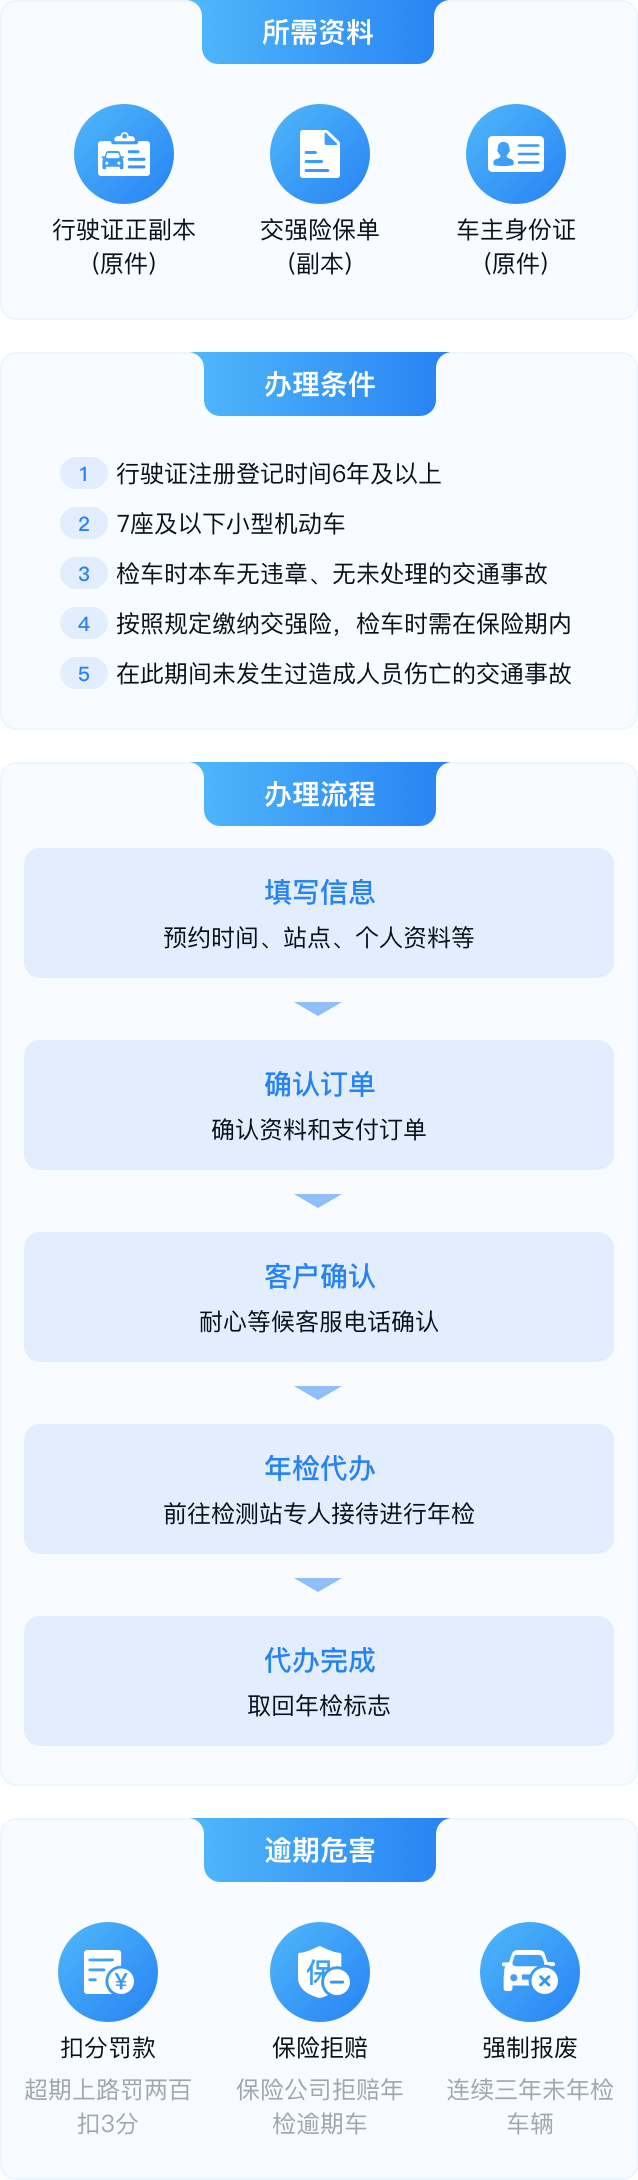 所需资料
行驶证正副本
(原件)
交强险保单
(副本)
车主身份证
(原件)
办理条件
1 行驶证注册登记时间6年及以上
2 7座及以下小型机动车
3 检车时本车无违章、无未处理的交通事故
4 按照规定缴纳交强险，检车时需在保险期内
5 在此期间未发生过造成人员伤亡的交通事故
办理流程
填写信息
预约时间、站点、个人资料等
确认订单
确认资料和支付订单
客户确认
耐心等候客服电话确认
年检代办
前往检测站专人接待进行年检
代办完成
取回年检标志
逾期危害
¥
保
扣分罚款
超期上路罚两百
扣3分
保险拒赔
保险公司拒赔年
检逾期车
强制报废
连续三年未年检
车辆